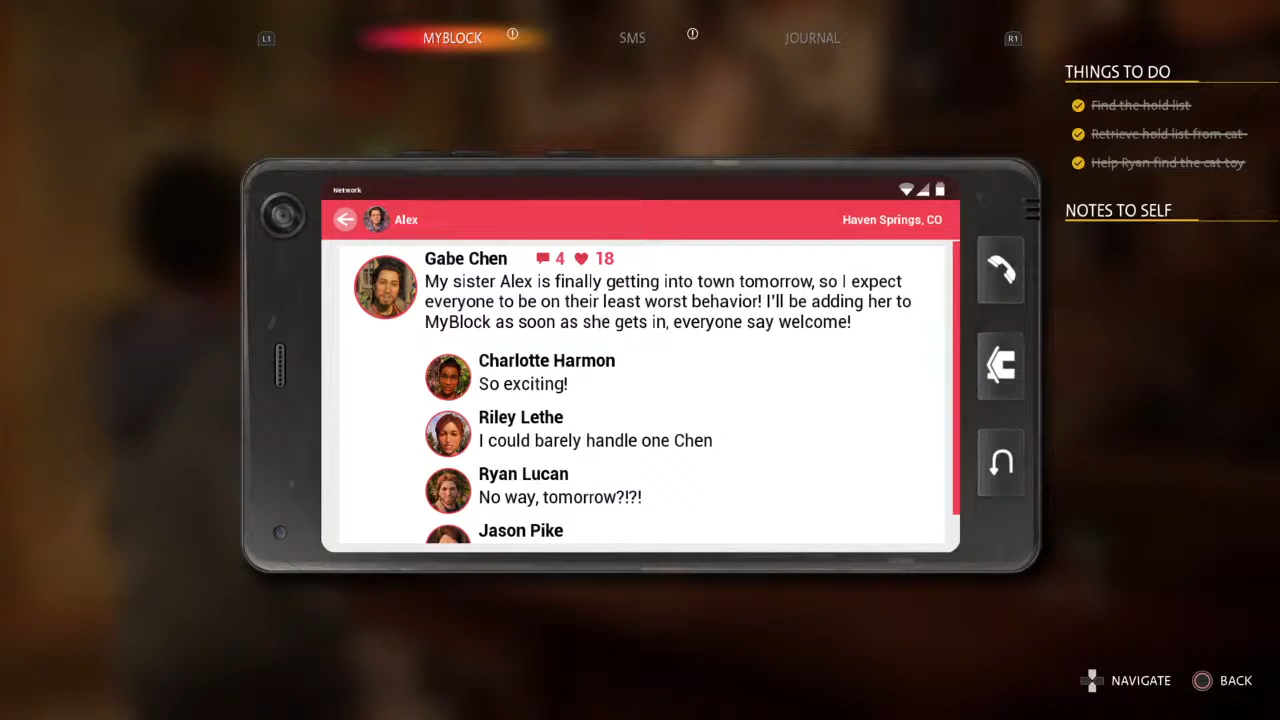 L1
MYBLOCK
SMS
JOURNAL
R1
THINGS TO DO
Find the hold list
Retrieve hold list from cat
Help Ryan find the cat toy
NOTES TO SELF
Network
Alex
Haven Springs, CO
Gabe Chen 4 18
My sister Alex is finally getting into town tomorrow, so I expect
everyone to be on their least worst behavior! I'll be adding her to
MyBlock as soon as she gets in, everyone say welcome!
Charlotte Harmon
So exciting!
Riley Lethe
I could barely handle one Chen
Ryan Lucan
No way, tomorrow?!?!
Jason Pike
NAVIGATE
BACK